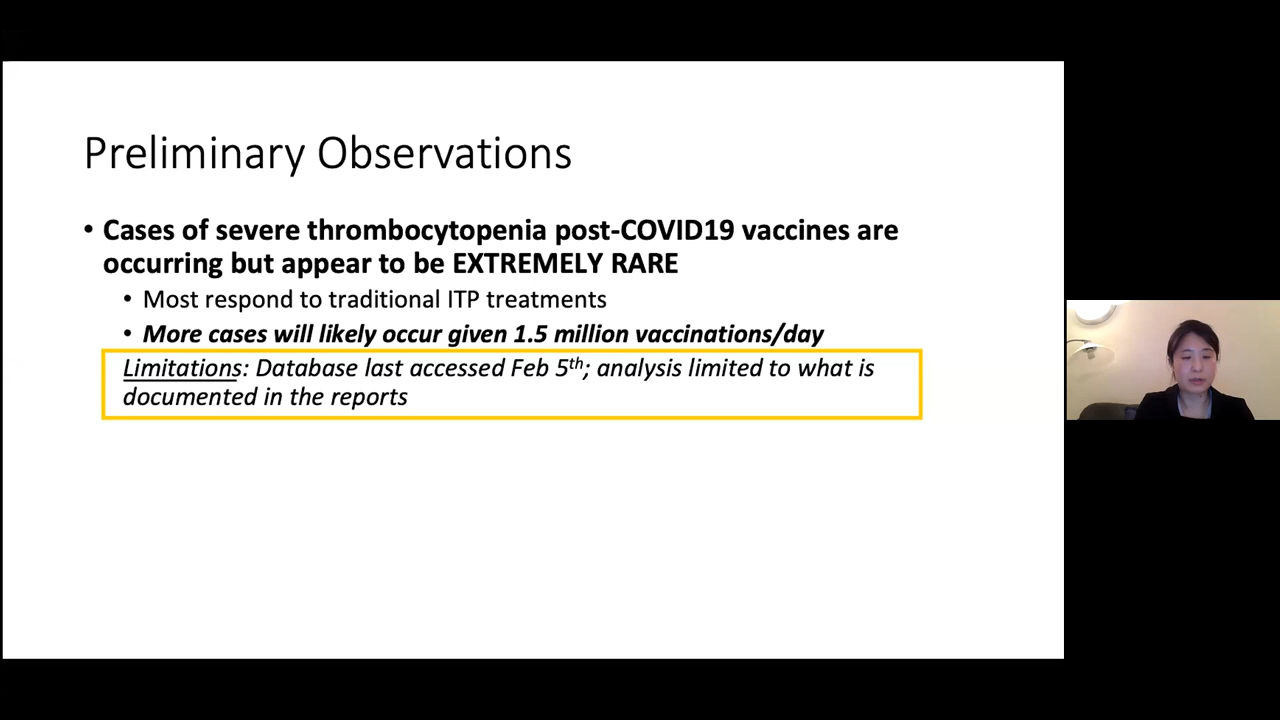 Preliminary Observations
• Cases of severe thrombocytopenia post-COVID19 vaccines are
occurring but appear to be EXTREMELY RARE
• Most respond to traditional ITP treatments
• More cases will likely occur given 1.5 million vaccinations/day
Limitations: Database last accessed Feb 5th; analysis limited to what is
documented in the reports